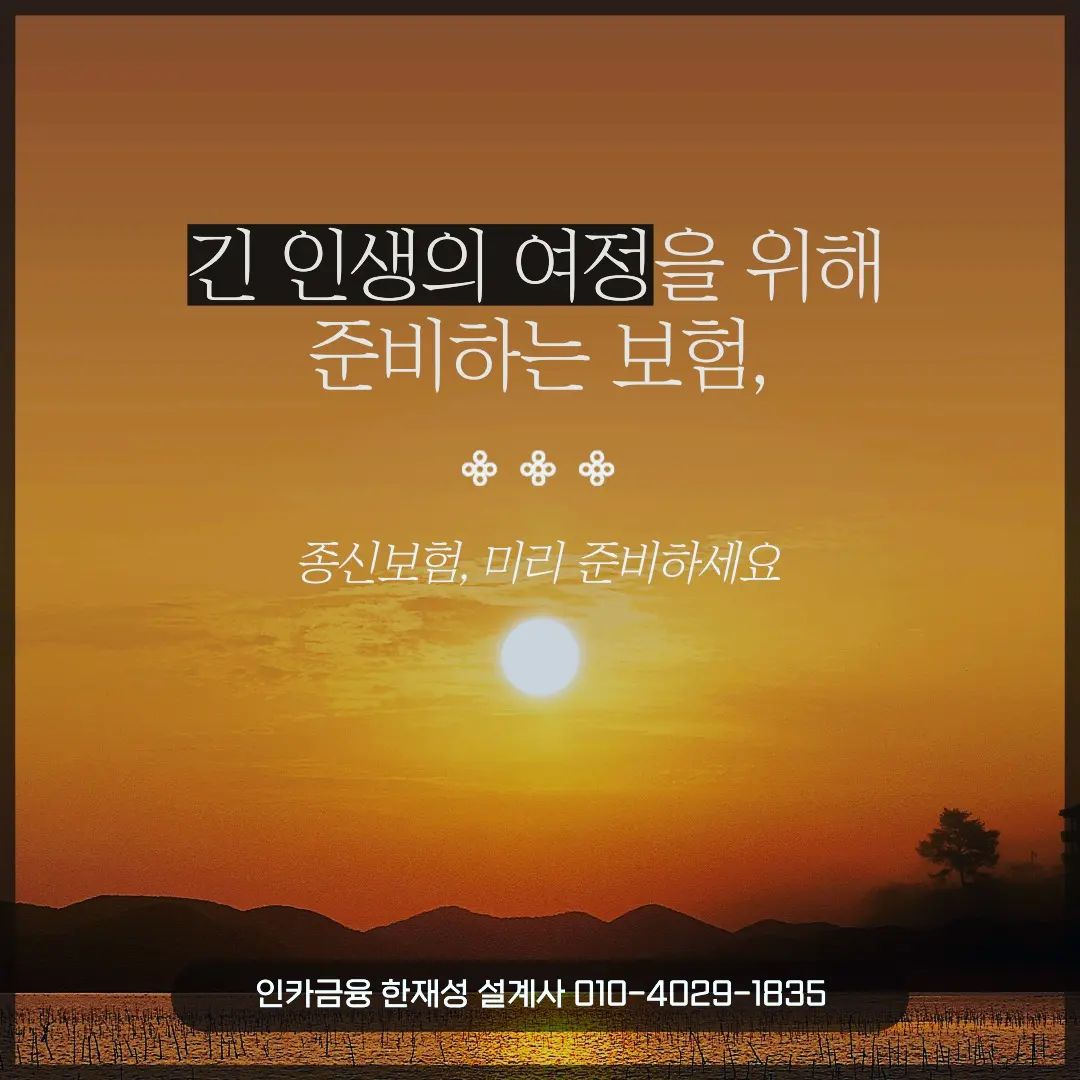 긴 인생의 여정을 위해
준비하는 보험,
종신보험, 미리 준비하세요
인카금융 한재성 설계사 010-4029-1835